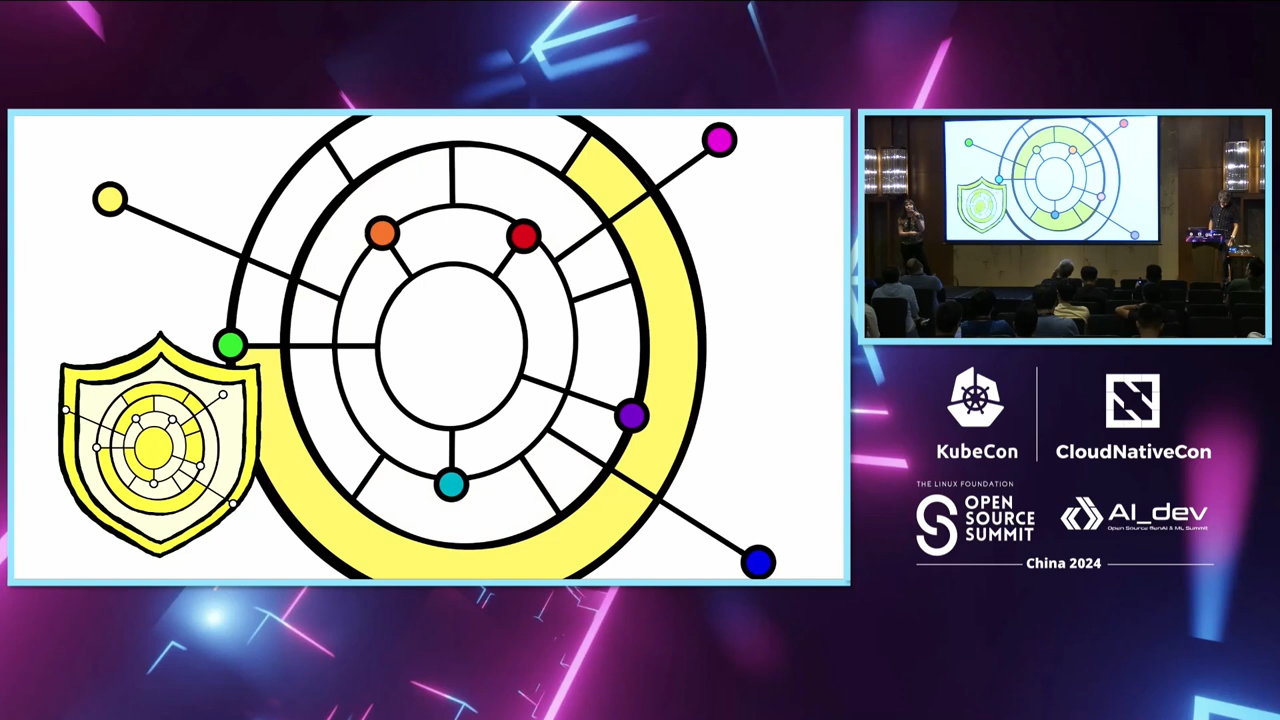 KubeCon
CloudNativeCon
THE LINUX FOUNDATION
OPEN
SOURCE
SUMMIT
AI_dev
Open Source GenAI & ML Summit
China 2024